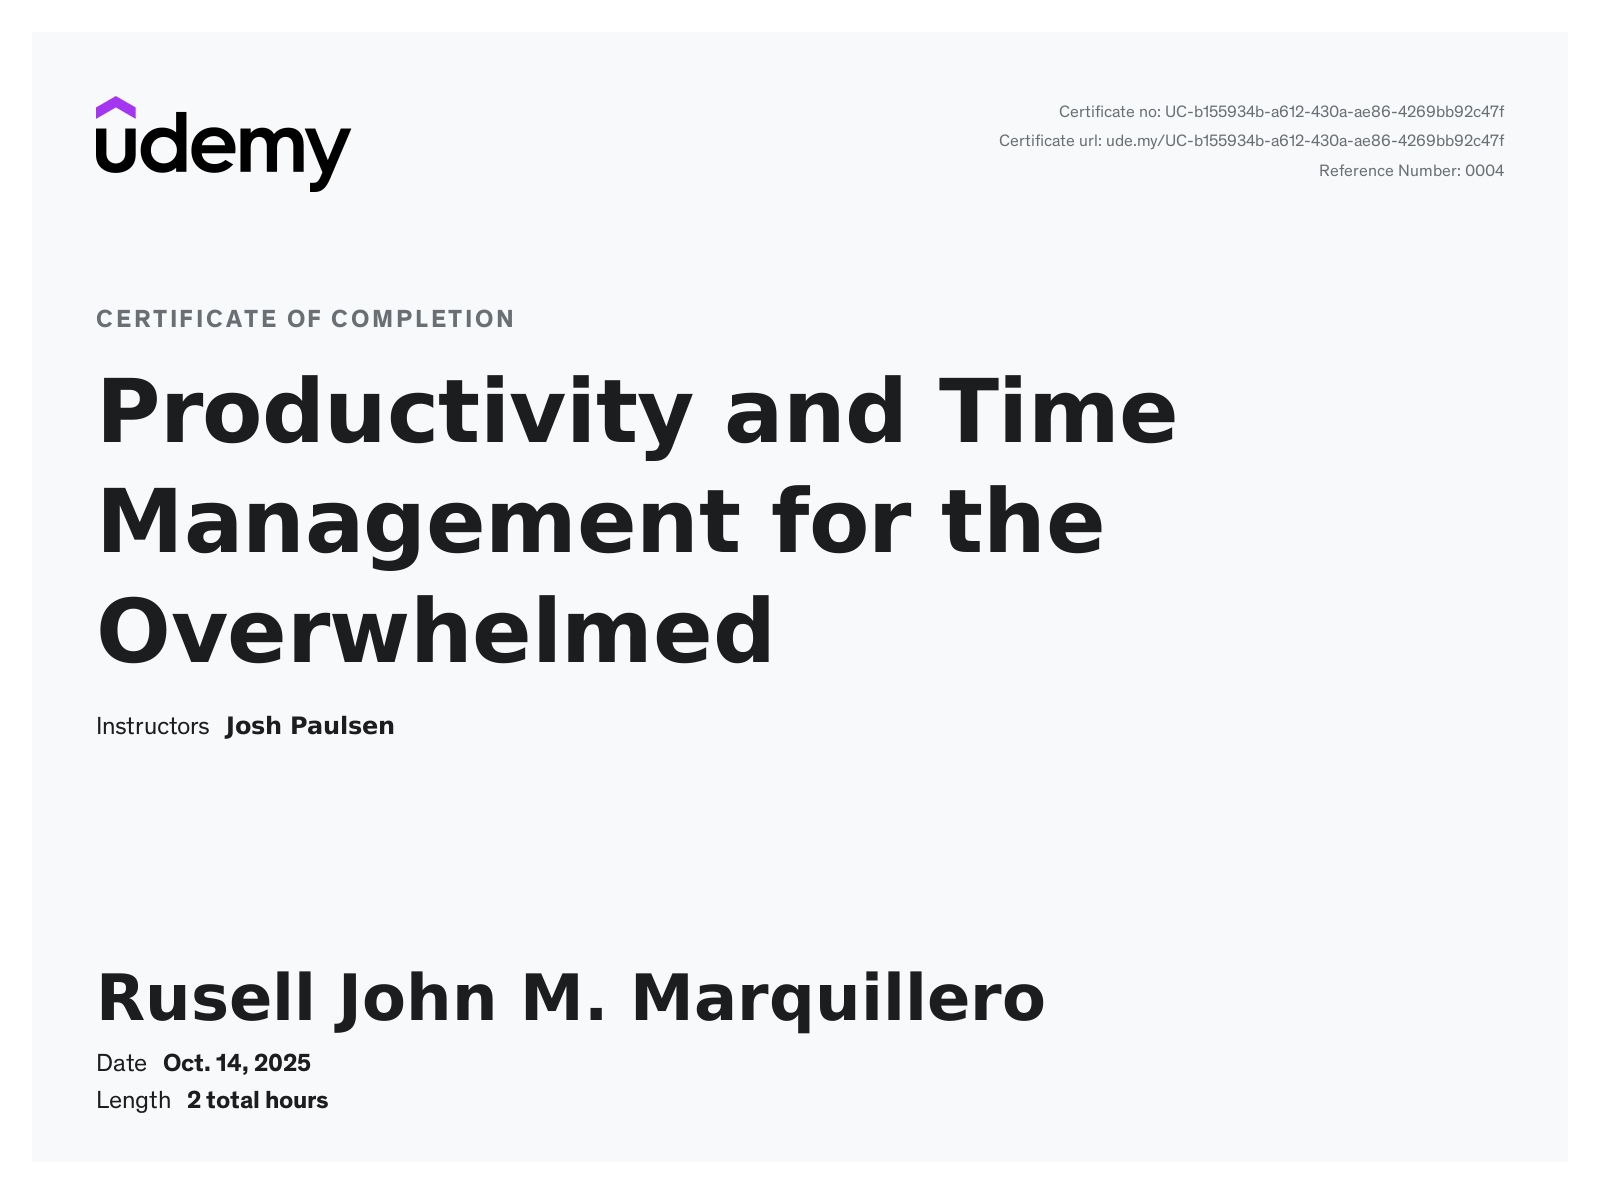 udemy
Certificate no: UC-b155934b-a612-430a-ae86-4269bb92c47f
Certificate url: ude.my/UC-b155934b-a612-430a-ae86-4269bb92c47f
Reference Number: 0004
CERTIFICATE OF COMPLETION
Productivity and Time
Management for the
Overwhelmed
Instructors Josh Paulsen
Rusell John M. Marquillero
Date Oct. 14, 2025
Length 2 total hours